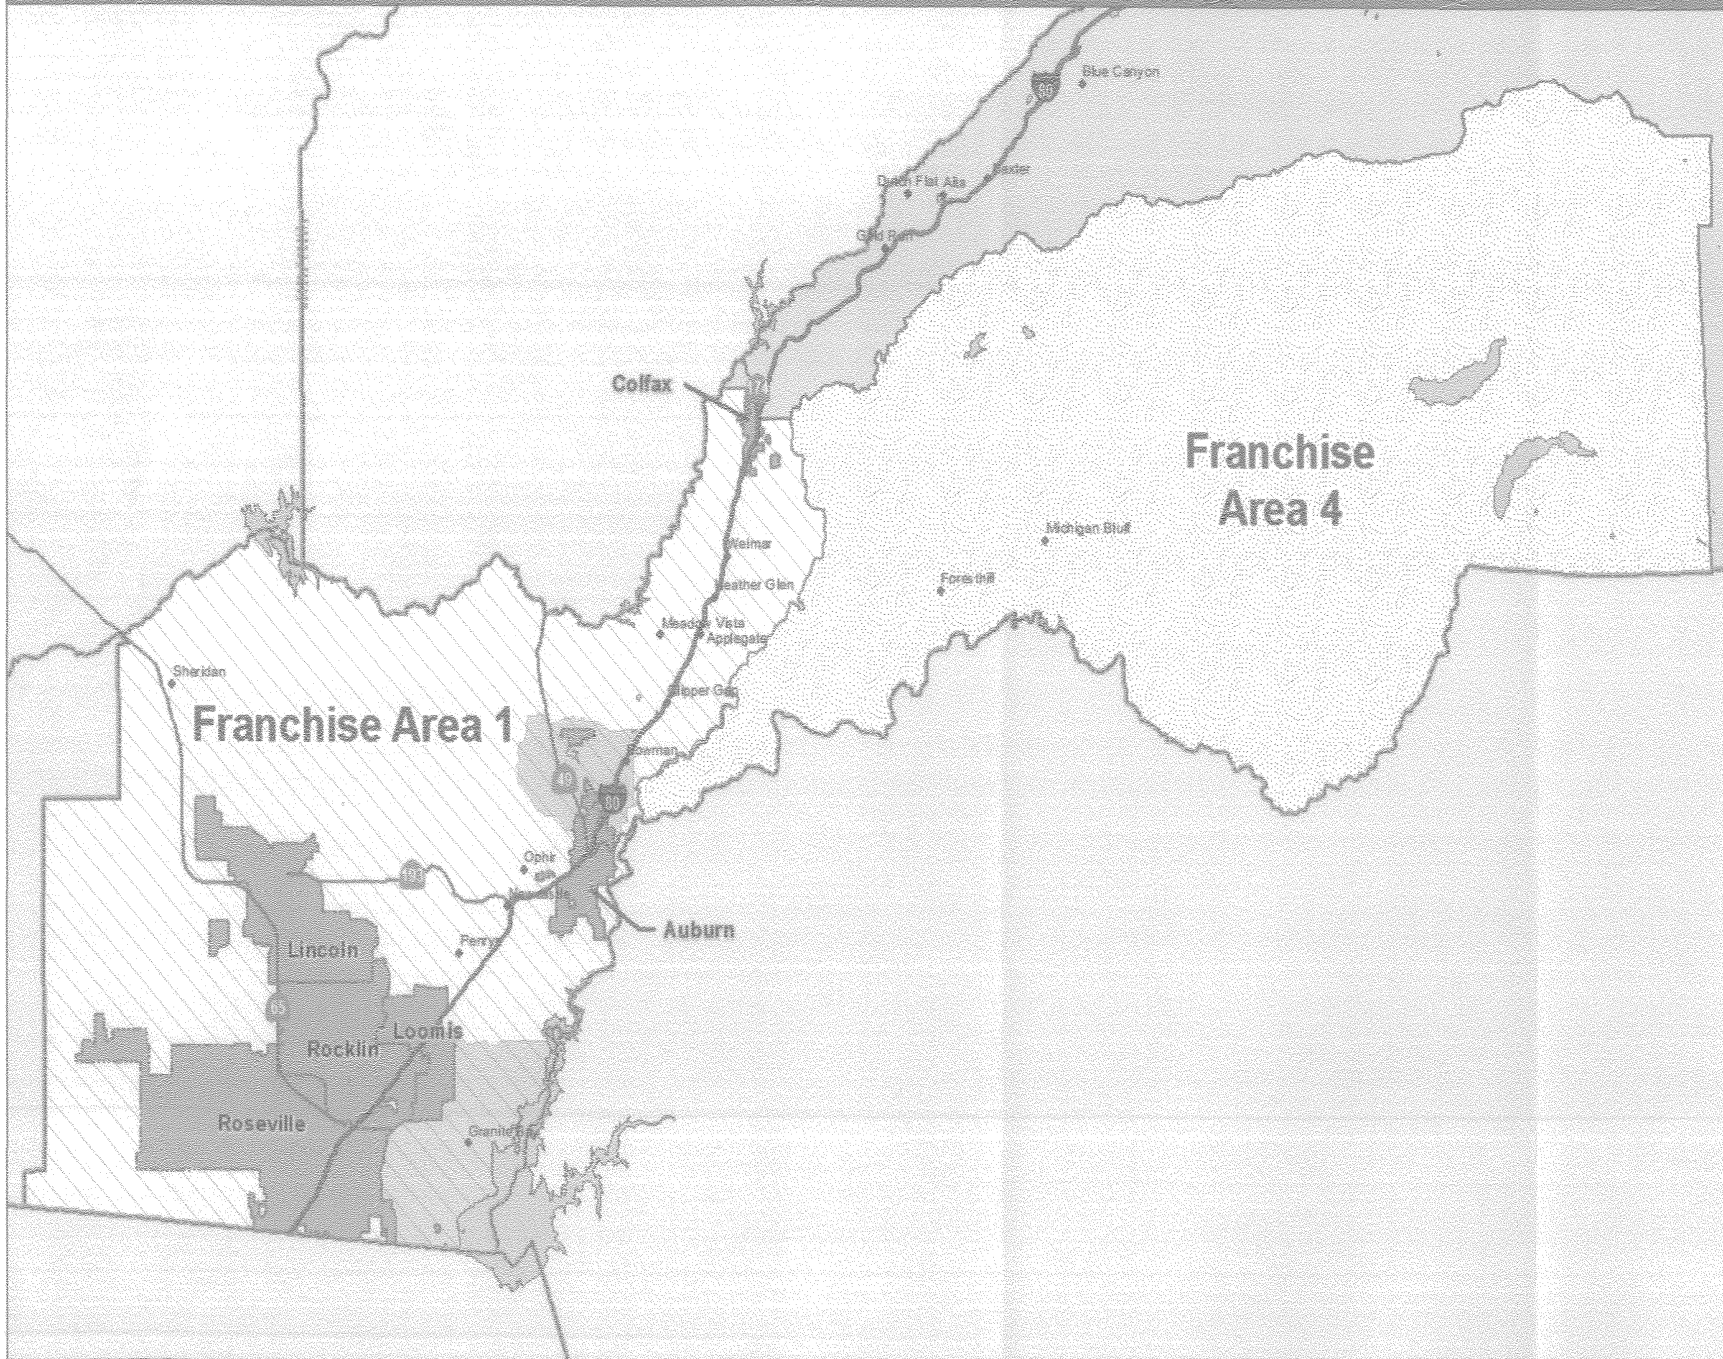 80
Blue Canyon
Baxter
Dutch Flat Alta
Gold Run
Colfax
Franchise
Area 4
Michigan Bluff
Weimar
Heather Glen
Foresthill
Meadow Vista
Applegate
Sheridan
Clipper Gap
Franchise Area 1
Bowman
49
80
Ophir
193
Newcastle
Auburn
Penryn
Lincoln
65
Loomis
Rocklin
Roseville
Granite Bay